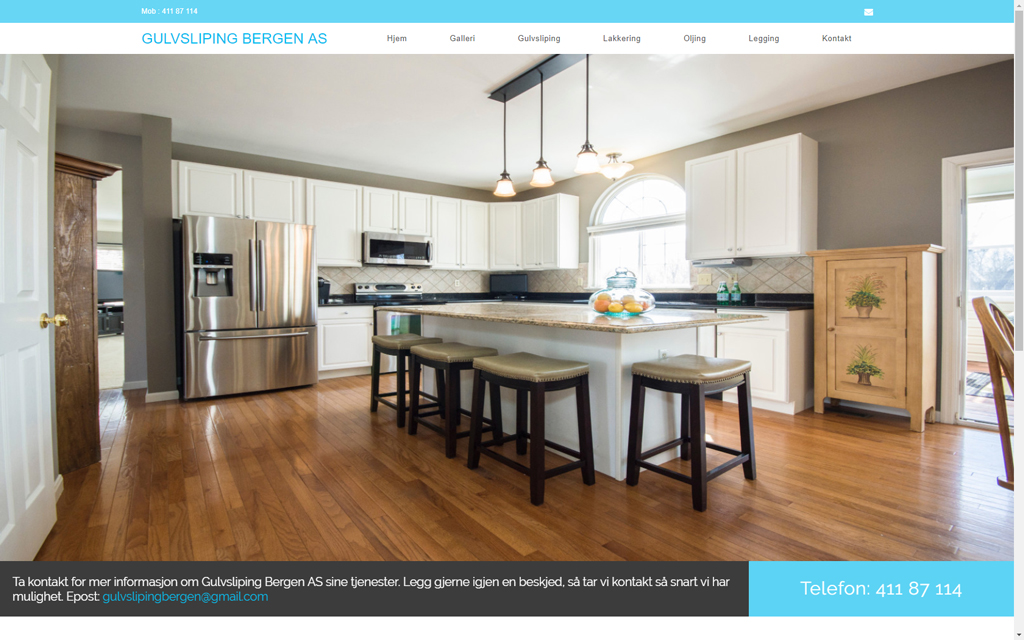 Mob : 411 87 114
GULVSLIPING BERGEN AS
Hjem Galleri Gulvsliping Lakkering Oljing Legging Kontakt
Ta kontakt for mer informasjon om Gulvsliping Bergen AS sine tjenester. Legg gjerne igjen en beskjed, så tar vi kontakt så snart vi har
mulighet. Epost: gulvslipingbergen@gmail.com
Telefon: 411 87 114